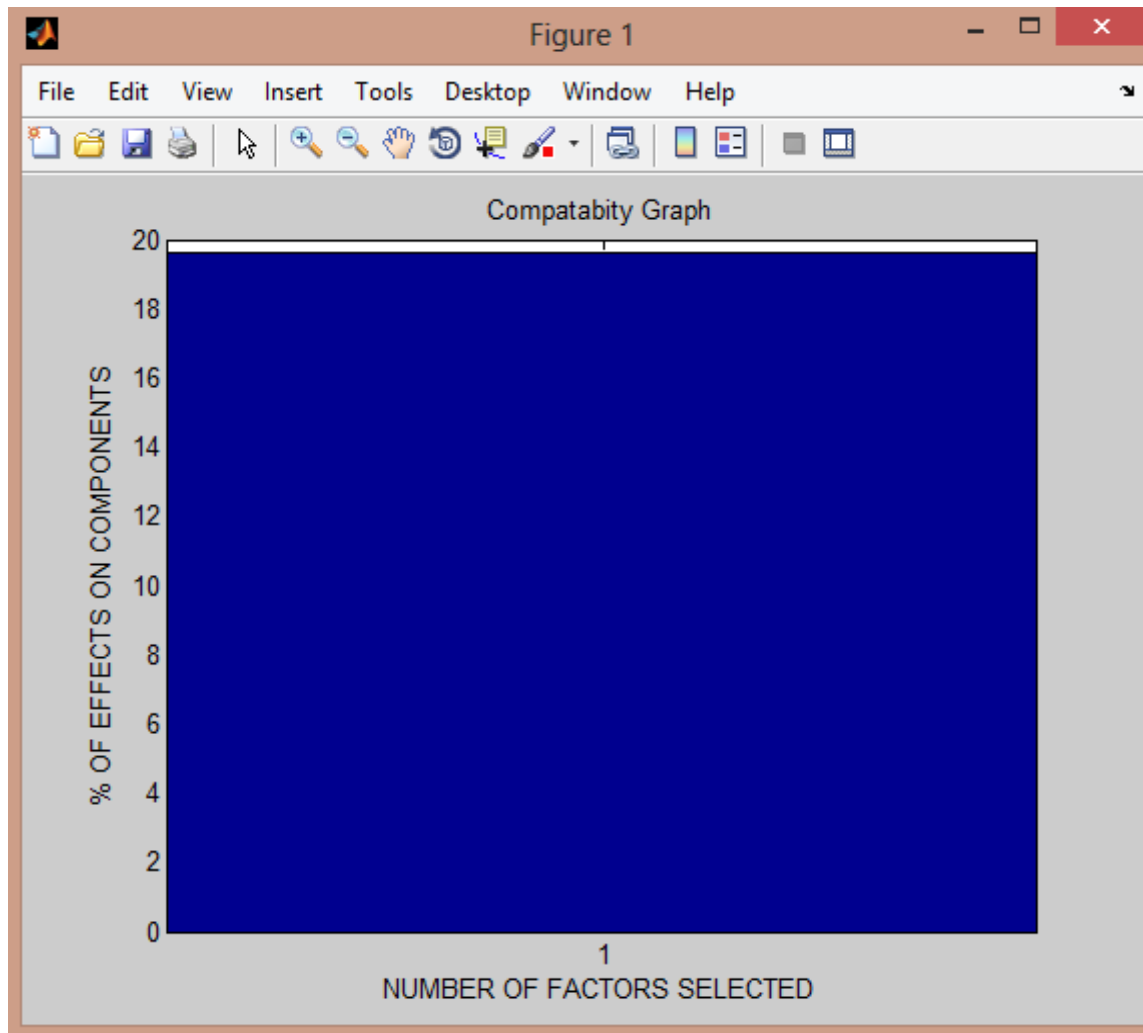 Figure 1
File Edit View Insert Tools Desktop Window Help
Compatabity Graph
20
18
16
14
12
10
8
6
4
2
0
% OF EFFECTS ON COMPONENTS
1
NUMBER OF FACTORS SELECTED